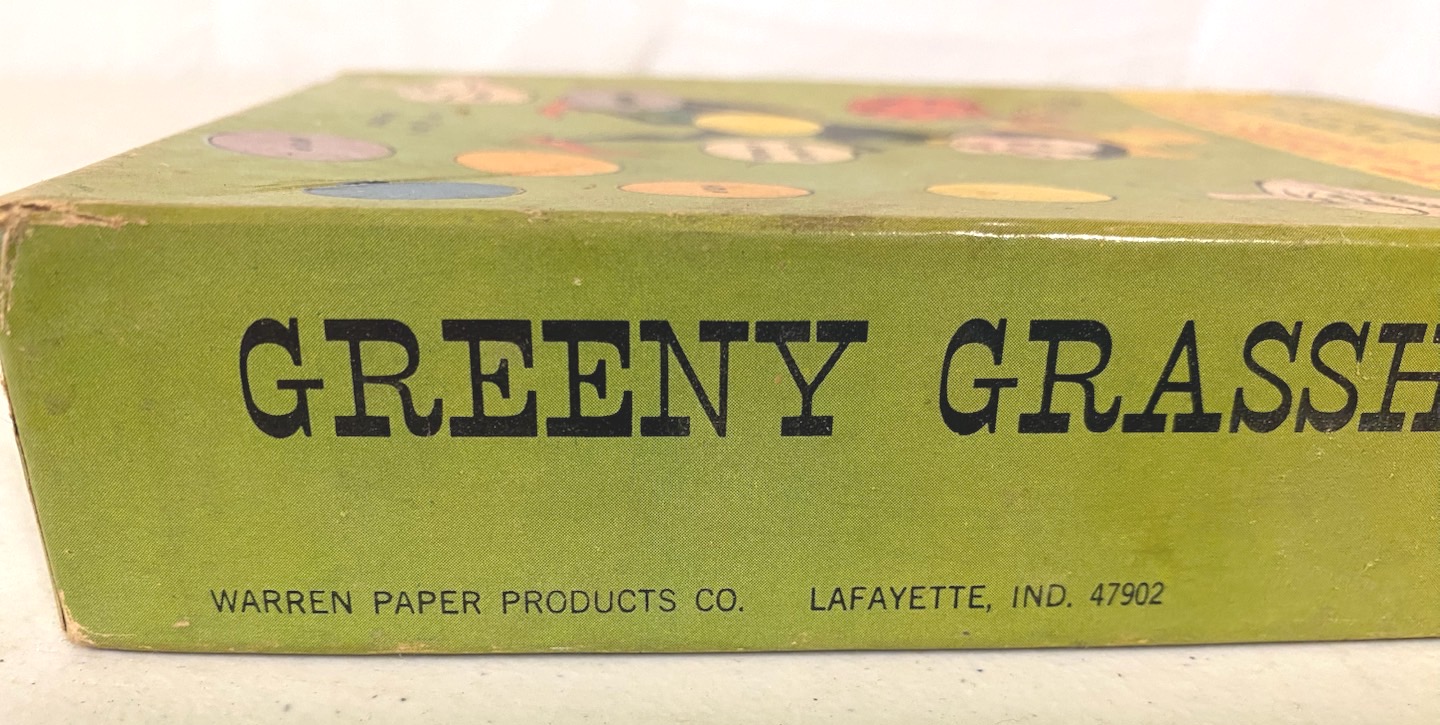 GREENY GRASSH
WARREN PAPER PRODUCTS CO. LAFAYETTE, IND. 47902